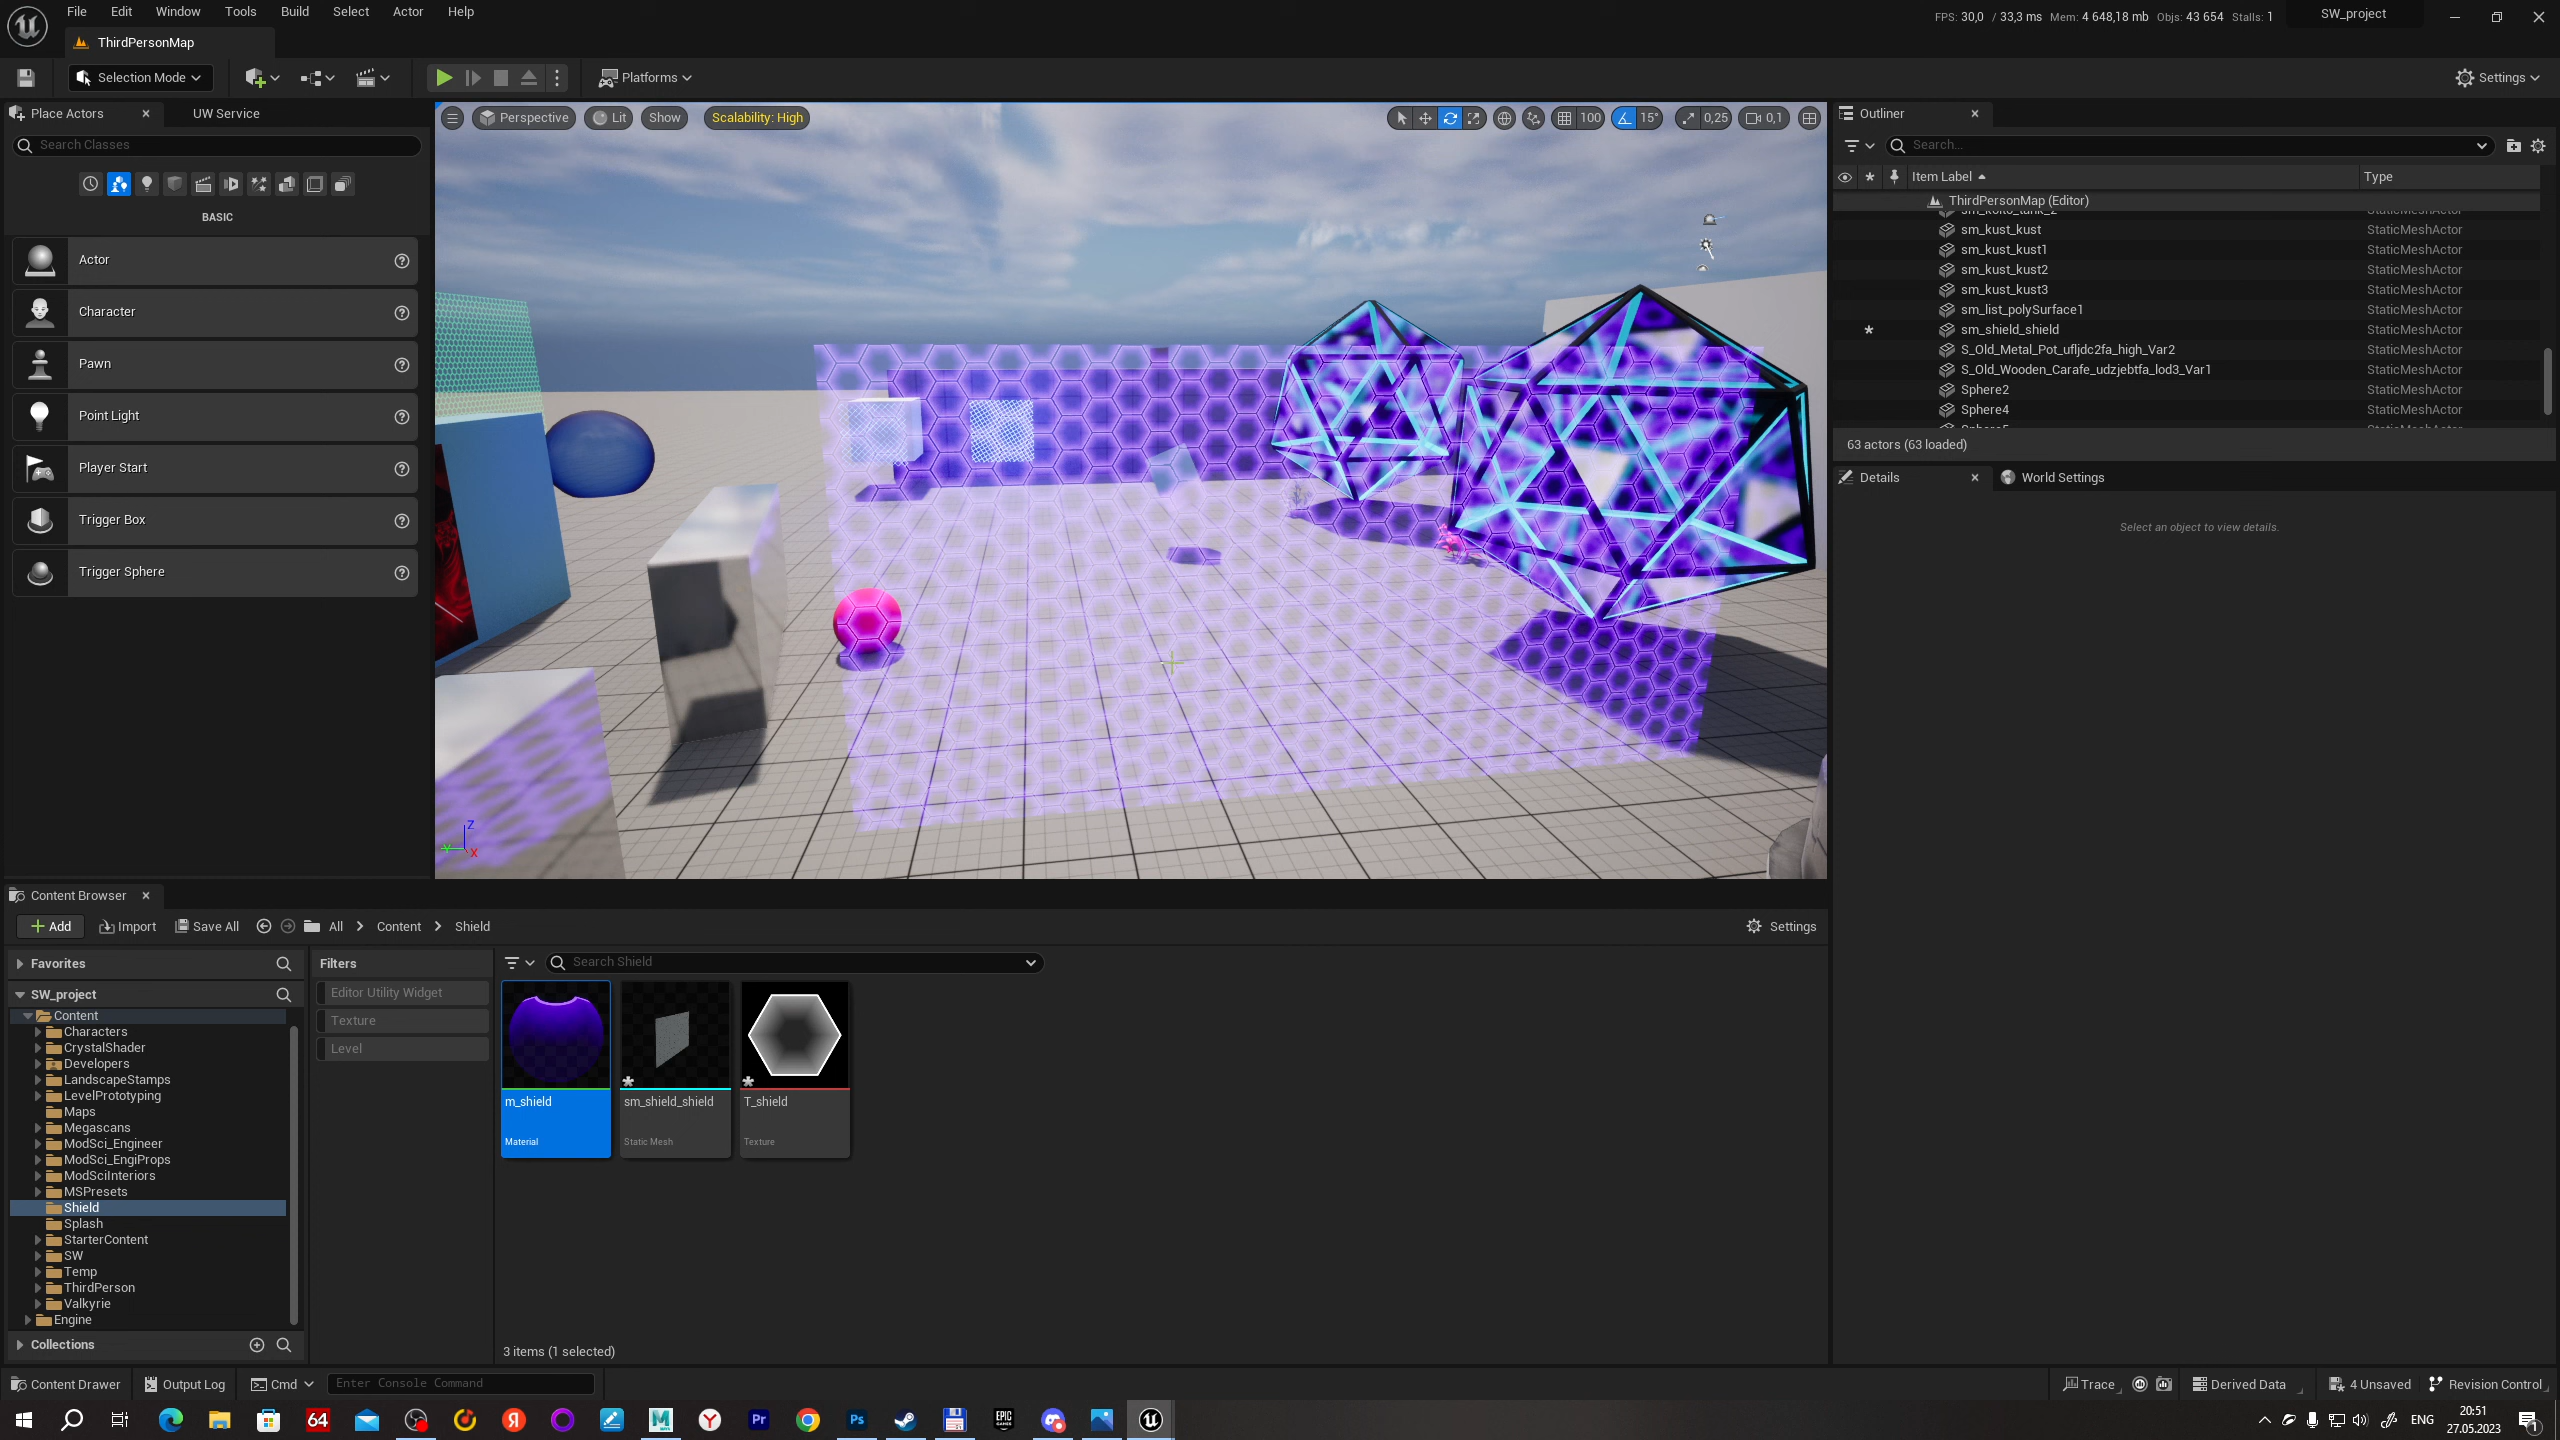 File Edit Window Tools Build Select Actor Help
FPS: 30,0 / 33,3 ms Mem: 4 648,18 mb Objs: 43 654 Stalls: 1
SW_project
ThirdPersonMap
Selection Mode
Platforms
Settings
Place Actors
UW Service
Search Classes
BASIC
Actor
Character
Pawn
Point Light
Player Start
Trigger Box
Trigger Sphere
Perspective Lit Show Scalability: High
100 15° 0,25 0,1
Z
Y X
Outliner
Search...
Item Label Type
ThirdPersonMap (Editor)
sm_kust_kust StaticMeshActor
sm_kust_kust1 StaticMeshActor
sm_kust_kust2 StaticMeshActor
sm_kust_kust3 StaticMeshActor
sm_list_polySurface1 StaticMeshActor
sm_shield_shield StaticMeshActor
S_Old_Metal_Pot_ufljdc2fa_high_Var2 StaticMeshActor
S_Old_Wooden_Carafe_udzjebtfa_lod3_Var1 StaticMeshActor
Sphere2 StaticMeshActor
Sphere4 StaticMeshActor
63 actors (63 loaded)
Details
World Settings
Select an object to view details.
Content Browser
Add Import Save All All Content Shield
Settings
Favorites
SW_project
Content
Characters
CrystalShader
Developers
LandscapeStamps
LevelPrototyping
Maps
Megascans
ModSci_Engineer
ModSci_EngiProps
ModSciInteriors
MSPresets
Shield
Splash
StarterContent
SW
Temp
ThirdPerson
Valkyrie
Engine
Collections
Filters
Editor Utility Widget
Texture
Level
Search Shield
m_shield
Material
sm_shield_shield
Static Mesh
T_shield
Texture
3 items (1 selected)
Content Drawer Output Log Cmd Enter Console Command
Trace Derived Data 4 Unsaved Revision Control
64
Я
M
Y
Pr
Ps
EPIC
GAMES
ENG
20:51
27.05.2023
1